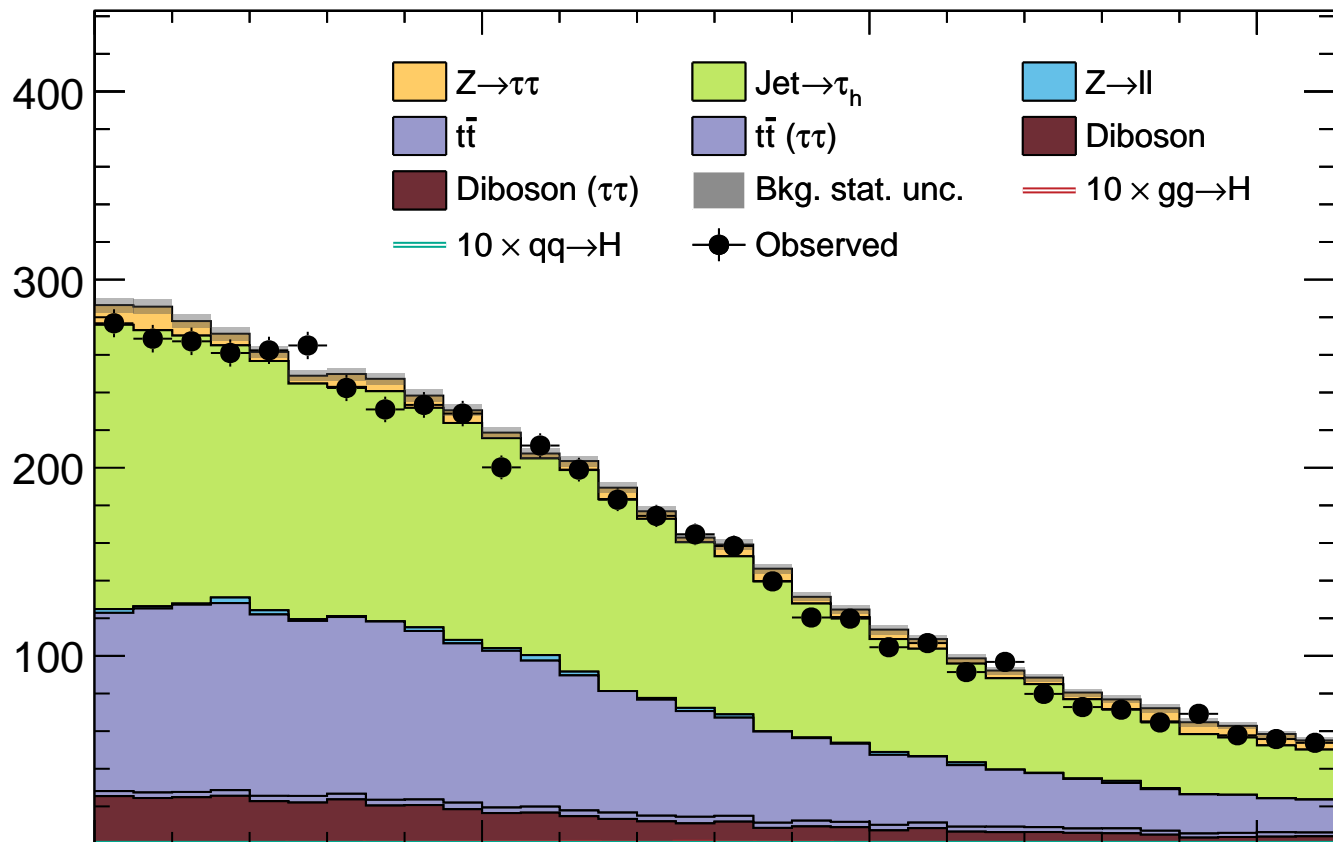 400
Z→ττ Jet→τₕ Z→ll
tt̄ tt̄ (ττ) Diboson
Diboson (ττ) Bkg. stat. unc. 10 × gg→H
10 × qq→H Observed
300
200
100